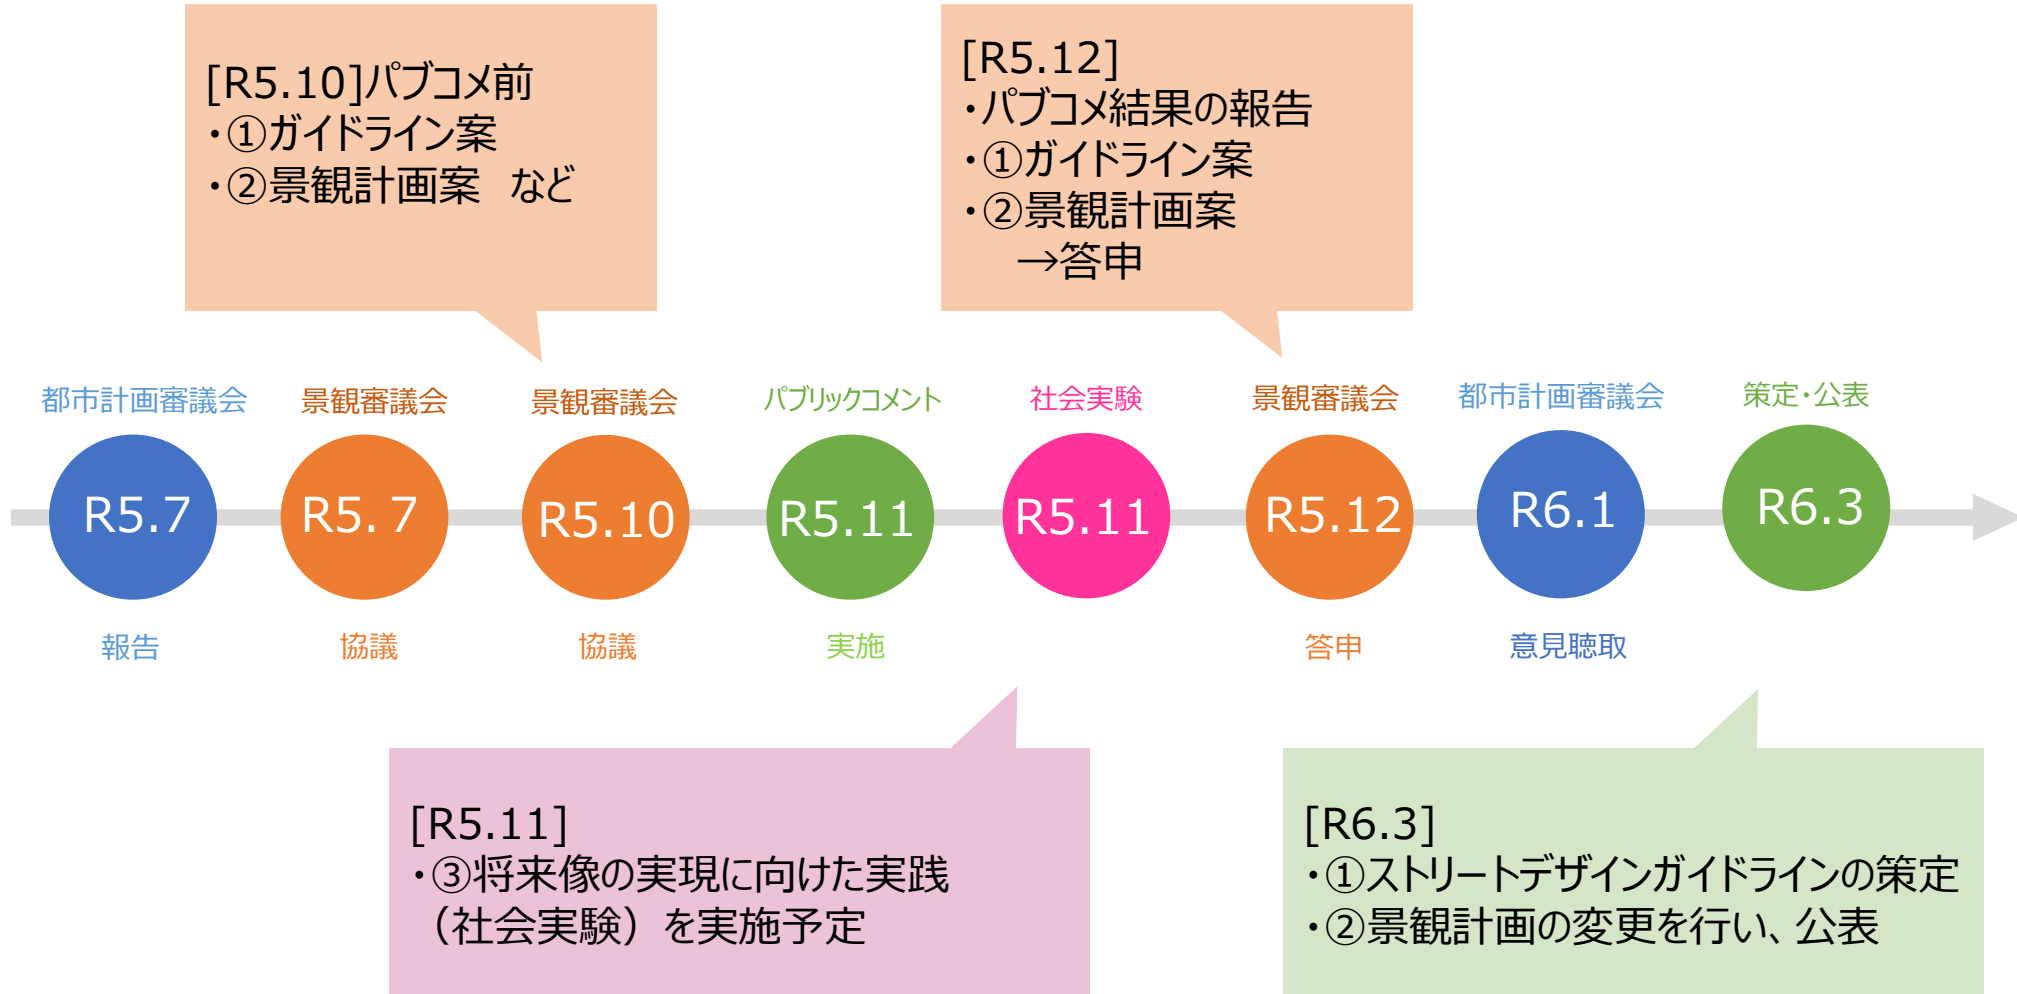 [R5.10]パブコメ前
・①ガイドライン案
・②景観計画案　など
[R5.12]
・パブコメ結果の報告
・①ガイドライン案
・②景観計画案
→答申
都市計画審議会
景観審議会
景観審議会
パブリックコメント
社会実験
景観審議会
都市計画審議会
策定・公表
R5.7
R5. 7
R5.10
R5.11
R5.11
R5.12
R6.1
R6.3
報告
協議
協議
実施
答申
意見聴取
[R5.11]
・③将来像の実現に向けた実践
（社会実験）を実施予定
[R6.3]
・①ストリートデザインガイドラインの策定
・②景観計画の変更を行い、公表